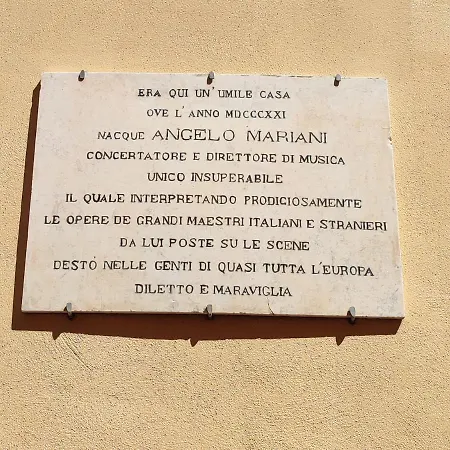 ERA QUI UN'UMILE CASA
OVE L'ANNO MDCCCXXI
NACQUE ANGELO MARIANI
CONCERTATORE E DIRETTORE DI MUSICA
UNICO INSUPERABILE
IL QUALE INTERPRETANDO PRODIGIOSAMENTE
LE OPERE DE GRANDI MAESTRI ITALIANI E STRANIERI
DA LUI POSTE SU LE SCENE
DESTÒ NELLE GENTI DI QUASI TUTTA L'EUROPA
DILETTO E MARAVIGLIA